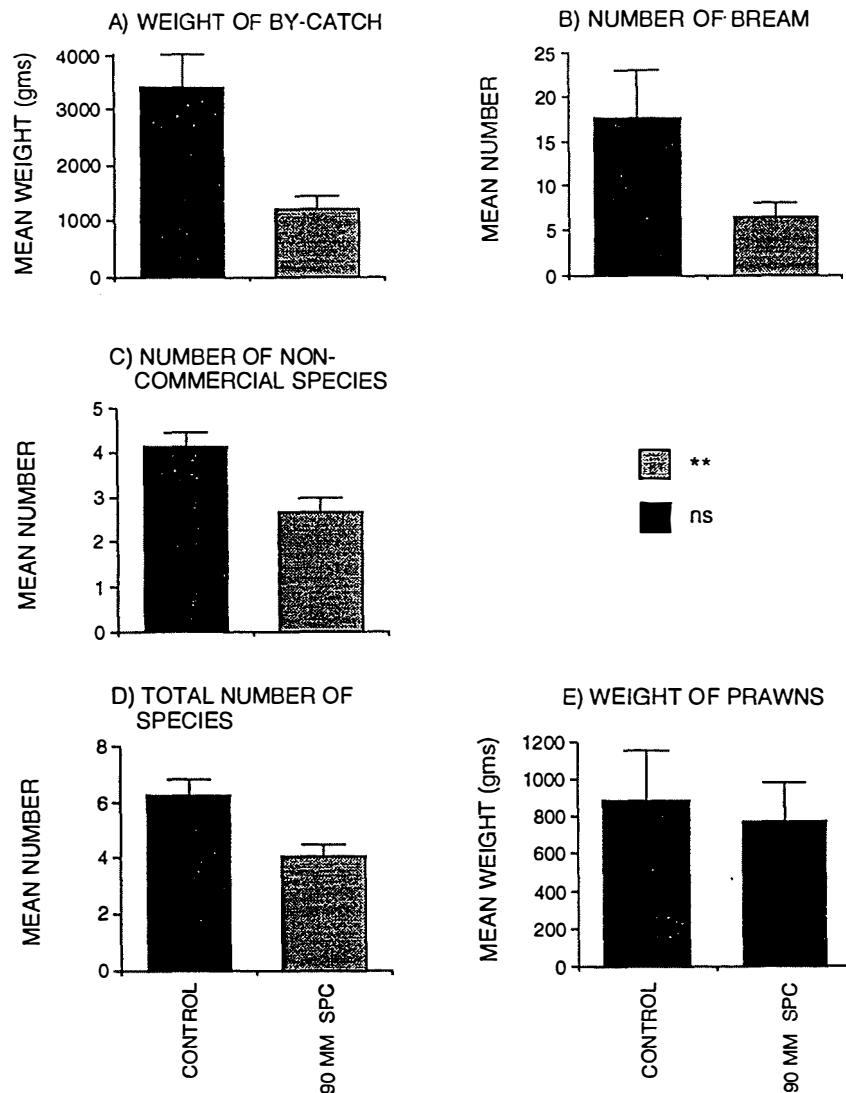 A) WEIGHT OF BY-CATCH
MEAN WEIGHT (gms)
4000
3000
2000
1000
0
B) NUMBER OF BREAM
MEAN NUMBER
25
20
15
10
5
0
C) NUMBER OF NON-
COMMERCIAL SPECIES
MEAN NUMBER
5
4
3
2
1
0
**
ns
D) TOTAL NUMBER OF
SPECIES
MEAN NUMBER
8
6
4
2
0
CONTROL
90 MM SPC
E) WEIGHT OF PRAWNS
MEAN WEIGHT (gms)
1200
1000
800
600
400
200
0
CONTROL
90 MM SPC